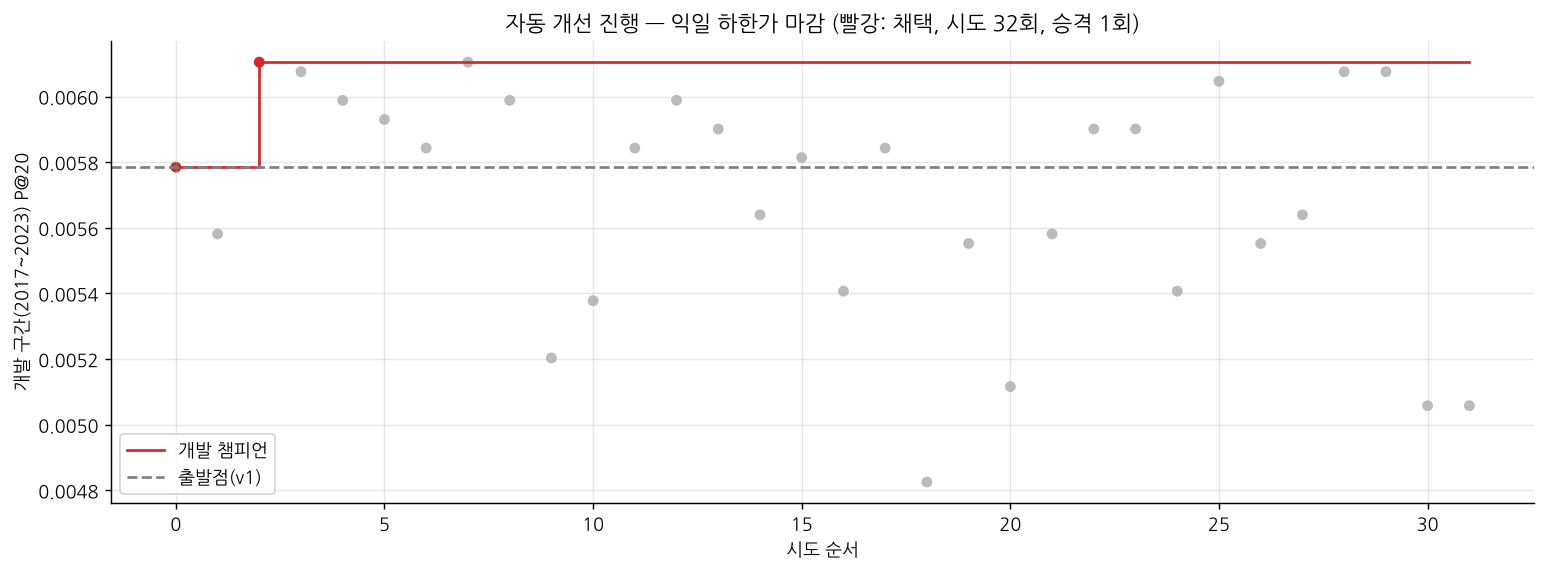 자동 개선 진행 — 익일 하한가 마감 (빨강: 채택, 시도 32회, 승격 1회)
개발 구간(2017~2023) P@20
0.0060
0.0058
0.0056
0.0054
0.0052
0.0050
0.0048
개발 챔피언
출발점(v1)
0 5 10 15 20 25 30
시도 순서